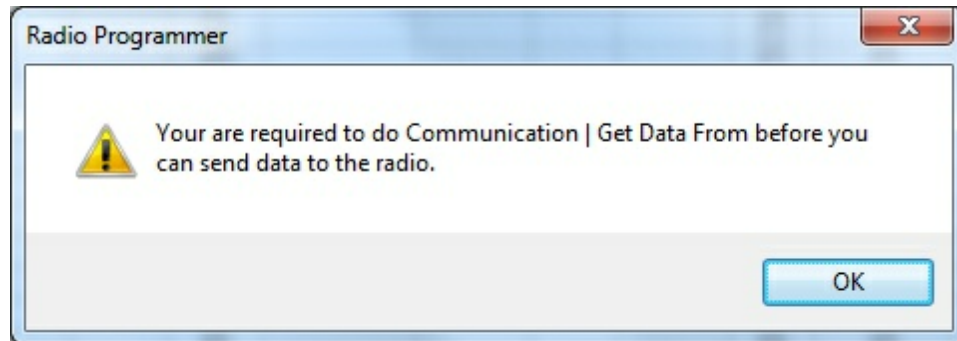 Radio Programmer
Your are required to do Communication | Get Data From before you
can send data to the radio.
OK